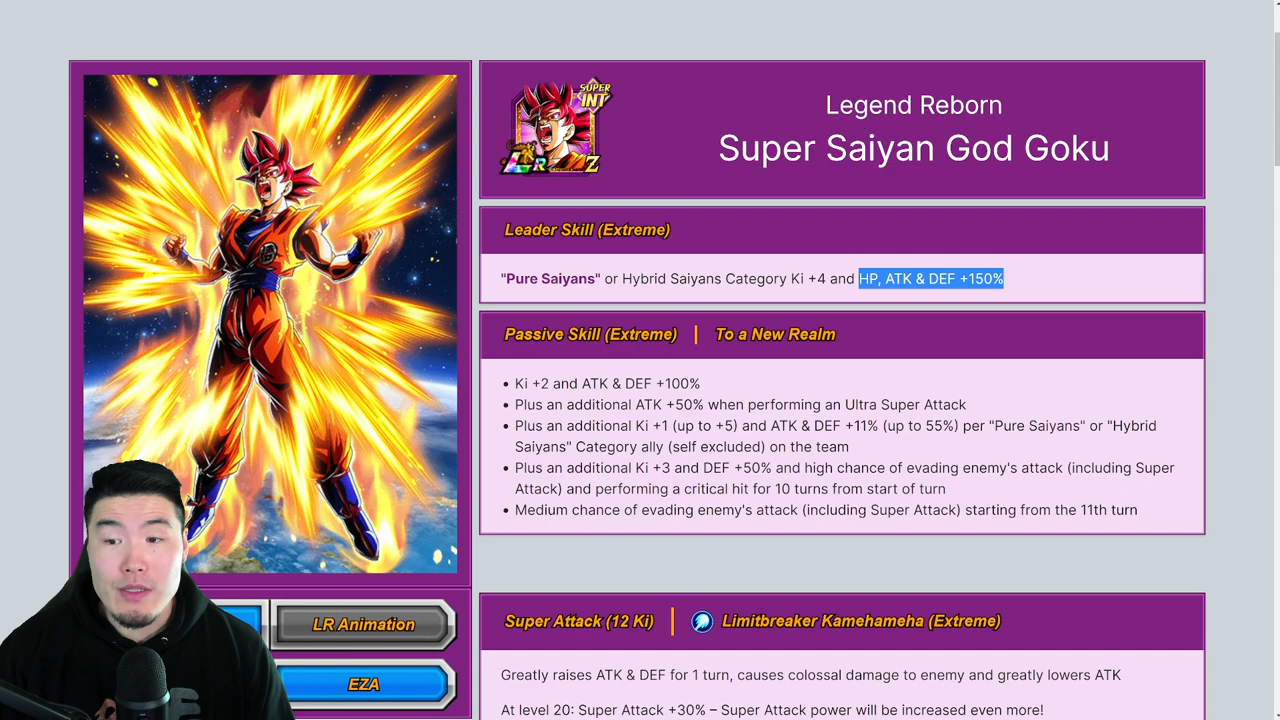 SUPER
INT
LR
Z
Legend Reborn
Super Saiyan God Goku
Leader Skill (Extreme)
"Pure Saiyans" or Hybrid Saiyans Category Ki +4 and HP, ATK & DEF +150%
Passive Skill (Extreme) | To a New Realm
• Ki +2 and ATK & DEF +100%
• Plus an additional ATK +50% when performing an Ultra Super Attack
• Plus an additional Ki +1 (up to +5) and ATK & DEF +11% (up to 55%) per "Pure Saiyans" or "Hybrid
Saiyans" Category ally (self excluded) on the team
• Plus an additional Ki +3 and DEF +50% and high chance of evading enemy's attack (including Super
Attack) and performing a critical hit for 10 turns from start of turn
• Medium chance of evading enemy's attack (including Super Attack) starting from the 11th turn
LR Animation
EZA
Super Attack (12 Ki) | Limitbreaker Kamehameha (Extreme)
Greatly raises ATK & DEF for 1 turn, causes colossal damage to enemy and greatly lowers ATK
At level 20: Super Attack +30% – Super Attack power will be increased even more!